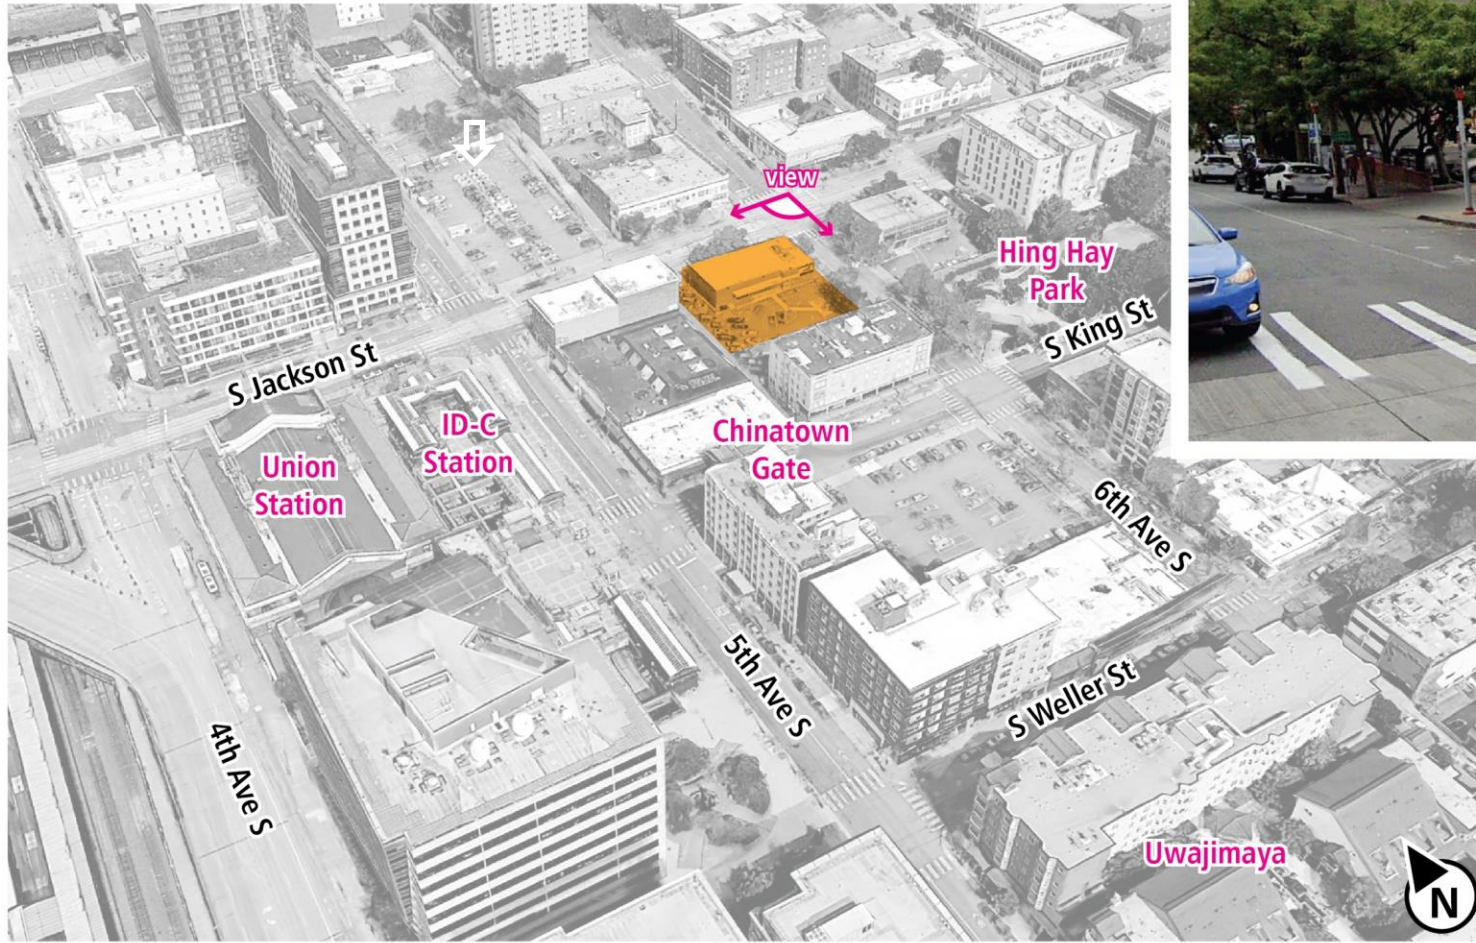 view
Hing Hay
Park
S King St
S Jackson St
ID-C
Station
Union
Station
Chinatown
Gate
6th Ave S
5th Ave S
S Weller St
4th Ave S
Uwajimaya
N